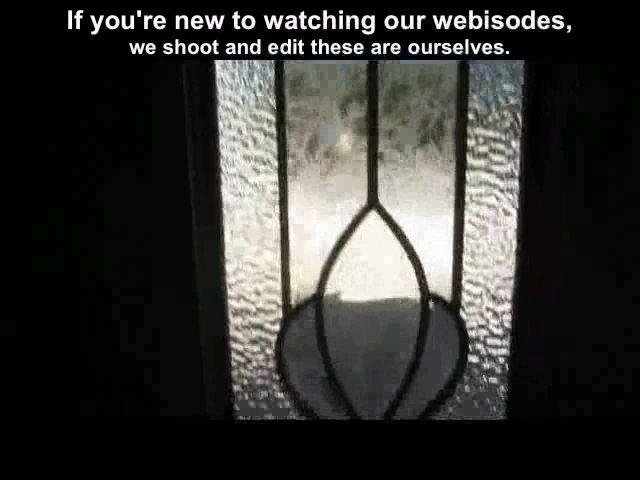 If you're new to watching our webisodes,
we shoot and edit these are ourselves.